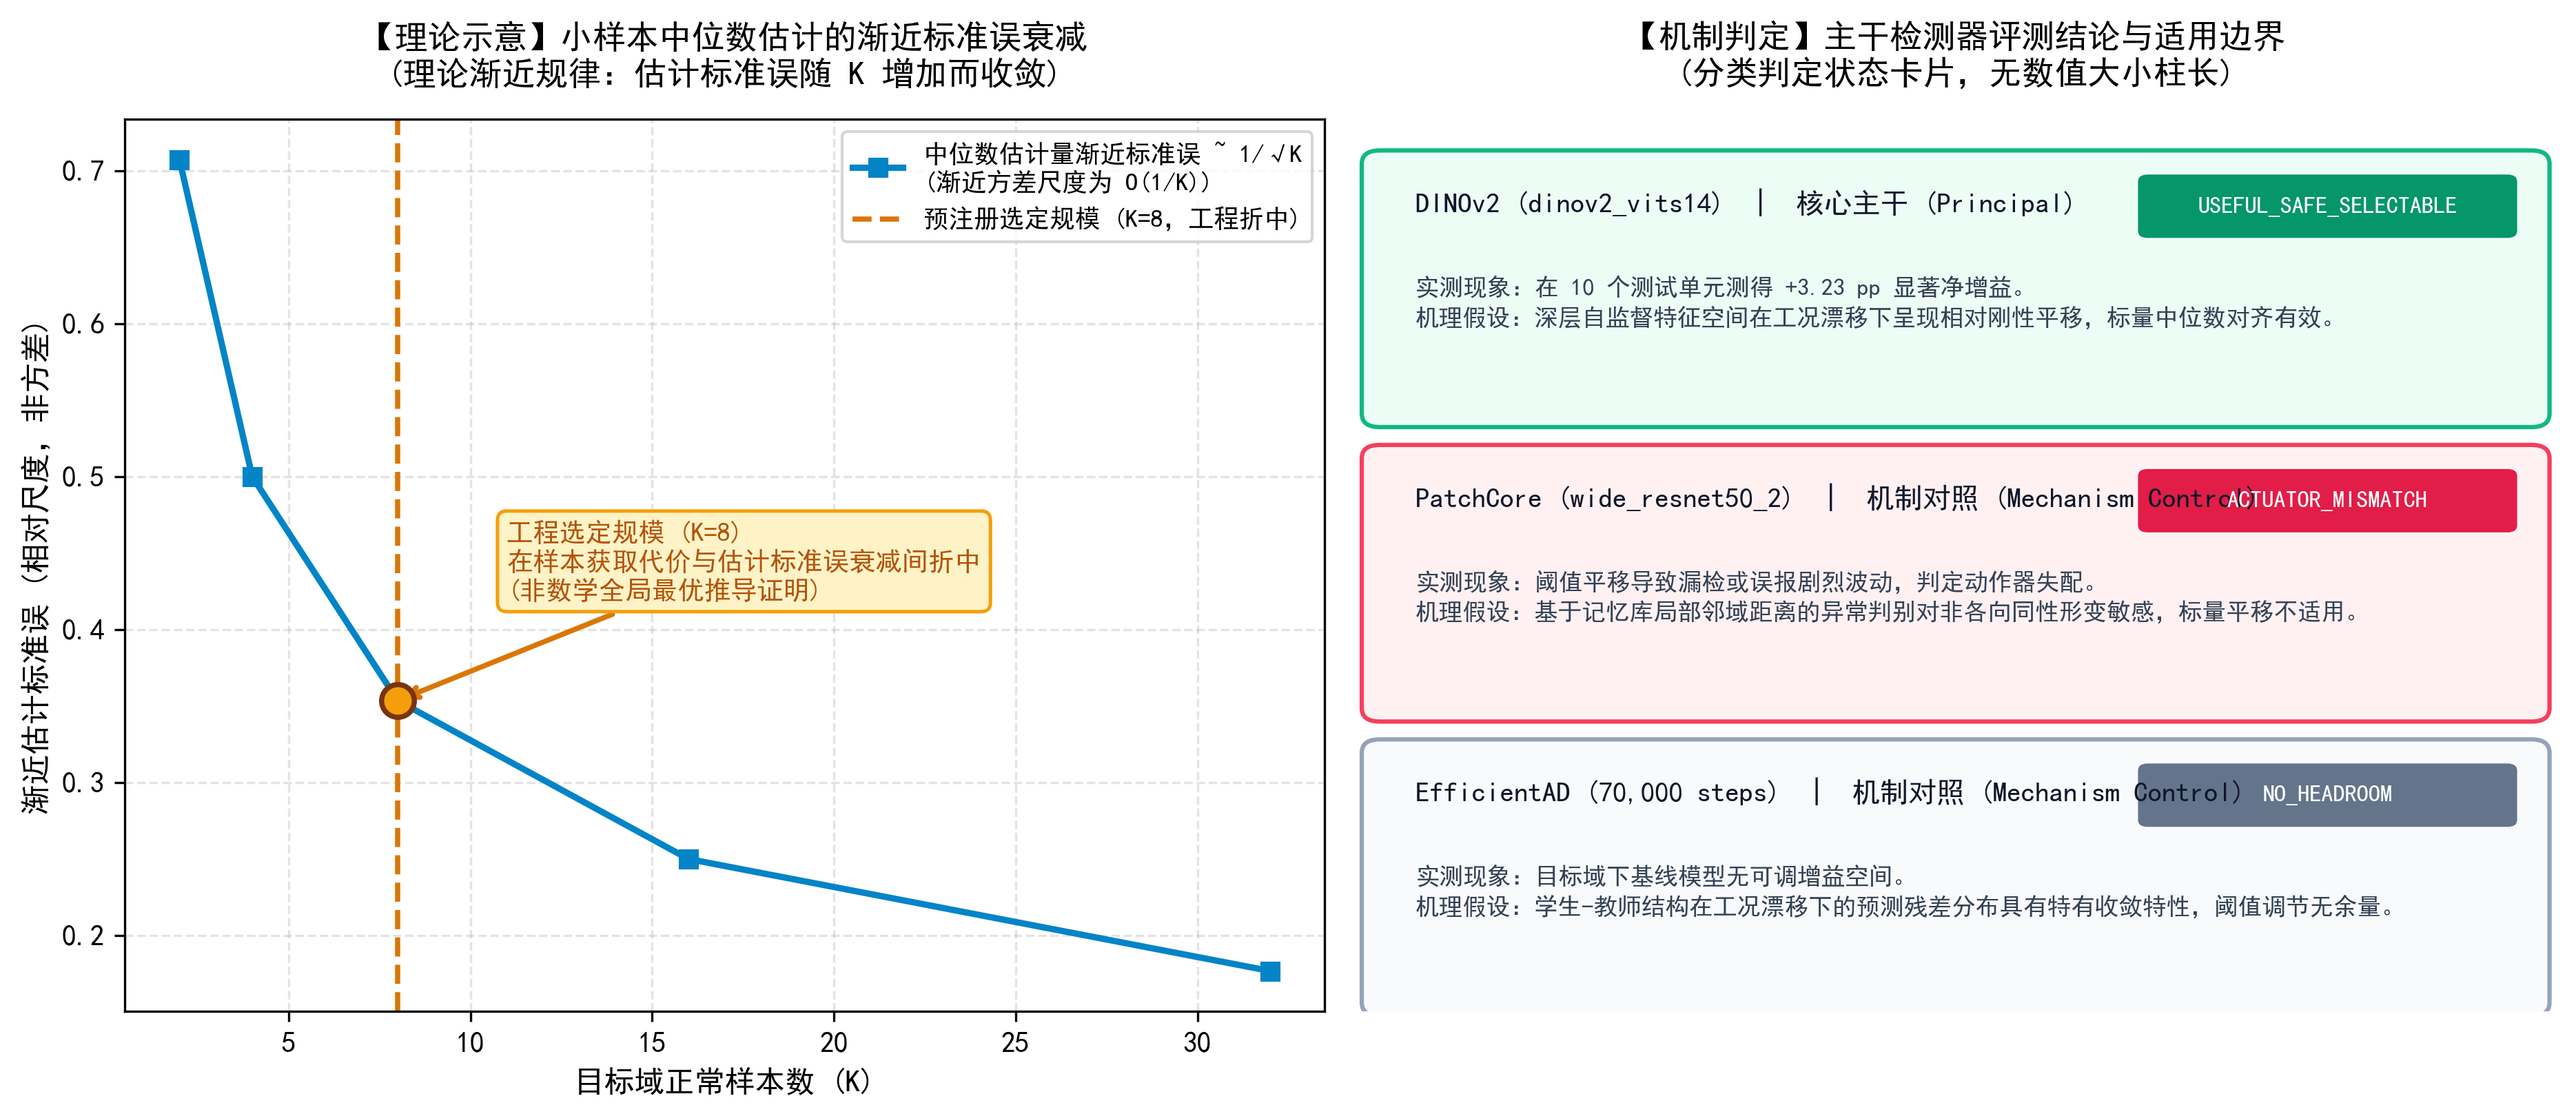 【理论示意】小样本中位数估计的渐近标准误衰减
(理论渐近规律：估计标准误随 K 增加而收敛)
渐近估计标准误 (相对尺度，非方差)
0.7
0.6
0.5
0.4
0.3
0.2
中位数估计量渐近标准误 ~ 1/√K
(渐近方差尺度为 O(1/K))
预注册选定规模 (K=8，工程折中)
工程选定规模 (K=8)
在样本获取代价与估计标准误衰减间折中
(非数学全局最优推导证明)
5
10
15
20
25
30
目标域正常样本数 (K)
【机制判定】主干检测器评测结论与适用边界
(分类判定状态卡片，无数值大小柱长)
DINOv2 (dinov2_vits14) | 核心主干 (Principal)
USEFUL_SAFE_SELECTABLE
实测现象：在 10 个测试单元测得 +3.23 pp 显著净增益。
机理假设：深层自监督特征空间在工况漂移下呈现相对刚性平移，标量中位数对齐有效。
PatchCore (wide_resnet50_2) | 机制对照 (Mechanism Control)
ACTUATOR_MISMATCH
实测现象：阈值平移导致漏检或误报剧烈波动，判定动作器失配。
机理假设：基于记忆库局部邻域距离的异常判别对非各向同性形变敏感，标量平移不适用。
EfficientAD (70,000 steps) | 机制对照 (Mechanism Control)
NO_HEADROOM
实测现象：目标域下基线模型无可调增益空间。
机理假设：学生-教师结构在工况漂移下的预测残差分布具有特有收敛特性，阈值调节无余量。